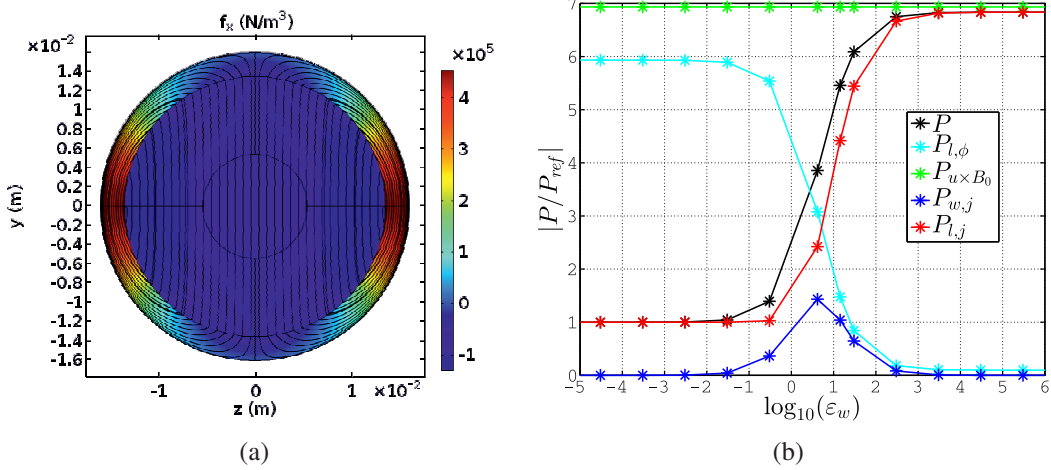 f_x (N/m^3)
×10^-2
×10^5
1.4
1.2
1
0.8
0.6
0.4
0.2
0
-0.2
-0.4
-0.6
-0.8
-1
-1.2
-1.4
-1.6
y (m)
-1 0 1
×10^-2
z (m)
4
3
2
1
0
-1
(a)
7
6
5
4
3
2
1
0
|P/P_ref|
-5 -4 -3 -2 -1 0 1 2 3 4 5 6
log_10(ε_w)
P
P_l,ϕ
P_u×B_0
P_w,j
P_l,j
(b)